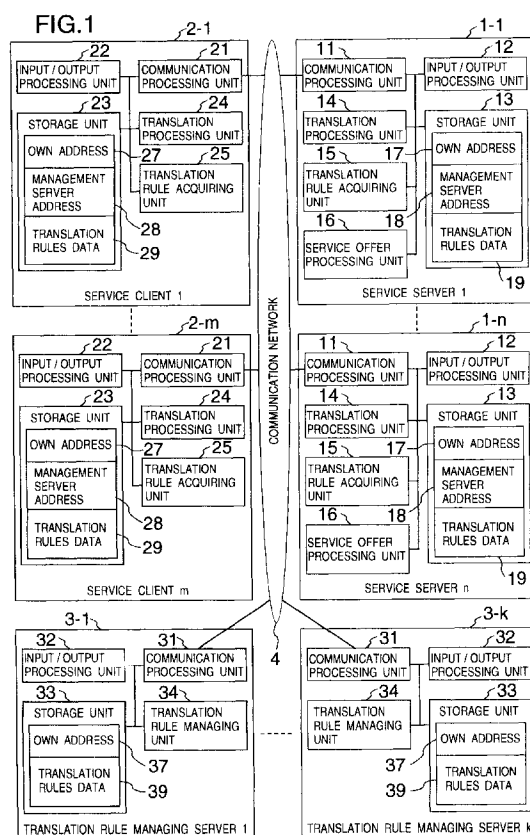 FIG.1
2-1
22
21
INPUT / OUTPUT
PROCESSING UNIT
COMMUNICATION
PROCESSING UNIT
23
24
STORAGE UNIT
TRANSLATION
PROCESSING UNIT
OWN ADDRESS
27
25
MANAGEMENT
SERVER
ADDRESS
TRANSLATION
RULE ACQUIRING
UNIT
28
TRANSLATION
RULES DATA
29
SERVICE CLIENT 1
1-1
11
12
COMMUNICATION
PROCESSING UNIT
INPUT / OUTPUT
PROCESSING UNIT
14
13
TRANSLATION
PROCESSING UNIT
STORAGE UNIT
15
17
OWN ADDRESS
TRANSLATION
RULE ACQUIRING
UNIT
MANAGEMENT
SERVER
ADDRESS
16
18
SERVICE OFFER
PROCESSING UNIT
TRANSLATION
RULES DATA
19
SERVICE SERVER 1
COMMUNICATION NETWORK
4
2-m
22
21
INPUT / OUTPUT
PROCESSING UNIT
COMMUNICATION
PROCESSING UNIT
23
24
STORAGE UNIT
TRANSLATION
PROCESSING UNIT
OWN ADDRESS
27
25
MANAGEMENT
SERVER
ADDRESS
TRANSLATION
RULE ACQUIRING
UNIT
28
TRANSLATION
RULES DATA
29
SERVICE CLIENT m
1-n
11
12
COMMUNICATION
PROCESSING UNIT
INPUT / OUTPUT
PROCESSING UNIT
14
13
TRANSLATION
PROCESSING UNIT
STORAGE UNIT
15
17
OWN ADDRESS
TRANSLATION
RULE ACQUIRING
UNIT
MANAGEMENT
SERVER
ADDRESS
16
18
SERVICE OFFER
PROCESSING UNIT
TRANSLATION
RULES DATA
19
SERVICE SERVER n
3-1
32
31
INPUT / OUTPUT
PROCESSING UNIT
COMMUNICATION
PROCESSING UNIT
33
34
STORAGE UNIT
TRANSLATION
RULE MANAGING
UNIT
OWN ADDRESS
37
TRANSLATION
RULES DATA
39
TRANSLATION RULE MANAGING SERVER 1
3-k
31
32
COMMUNICATION
PROCESSING UNIT
INPUT / OUTPUT
PROCESSING UNIT
34
33
TRANSLATION
RULE MANAGING
UNIT
STORAGE UNIT
37
OWN ADDRESS
39
TRANSLATION
RULES DATA
TRANSLATION RULE MANAGING SERVER